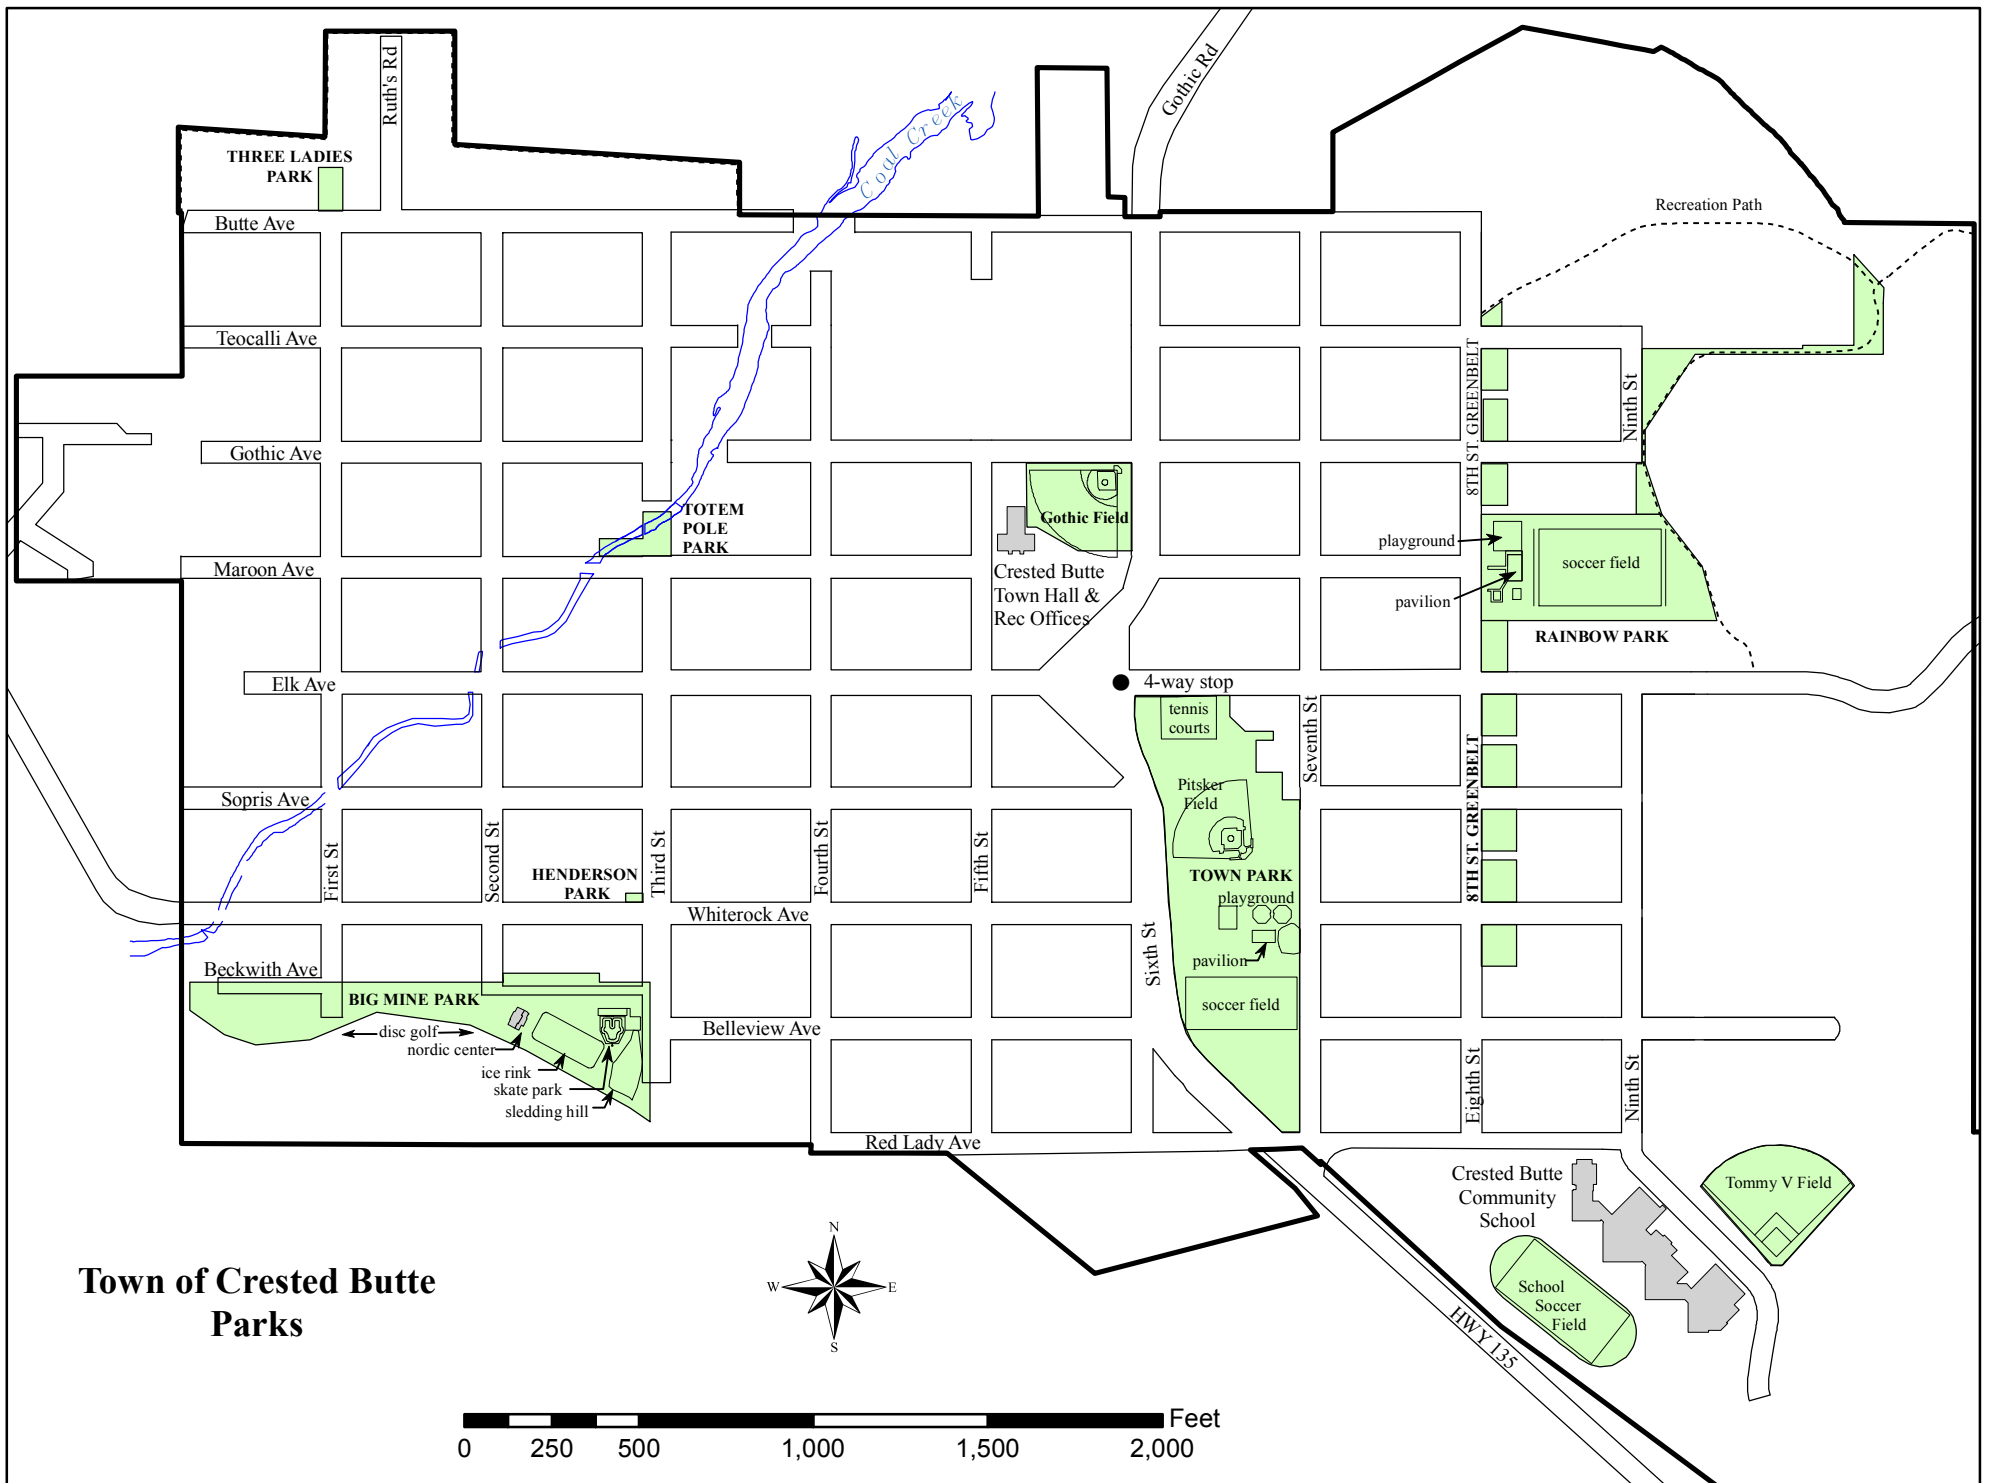 Ruth's Rd
Gothic Rd
Coal Creek
THREE LADIES
PARK
Recreation Path
Butte Ave
Teocalli Ave
8TH ST. GREENBELT
Ninth St
Gothic Ave
TOTEM
POLE
PARK
Gothic Field
playground
soccer field
Maroon Ave
Crested Butte
Town Hall &
Rec Offices
pavilion
RAINBOW PARK
Elk Ave
4-way stop
tennis
courts
Seventh St
8TH ST. GREENBELT
Pitsker
Field
Sopris Ave
First St
Second St
HENDERSON
PARK
Third St
Fourth St
Fifth St
TOWN PARK
playground
Whiterock Ave
Sixth St
pavilion
Beckwith Ave
BIG MINE PARK
soccer field
disc golf
nordic center
Belleview Ave
ice rink
skate park
sledding hill
Eighth St
Ninth St
Red Lady Ave
Crested Butte
Community
School
Tommy V Field
School
Soccer
Field
HWY 135
N
W
E
S
Town of Crested Butte
Parks
Feet
0 250 500 1,000 1,500 2,000